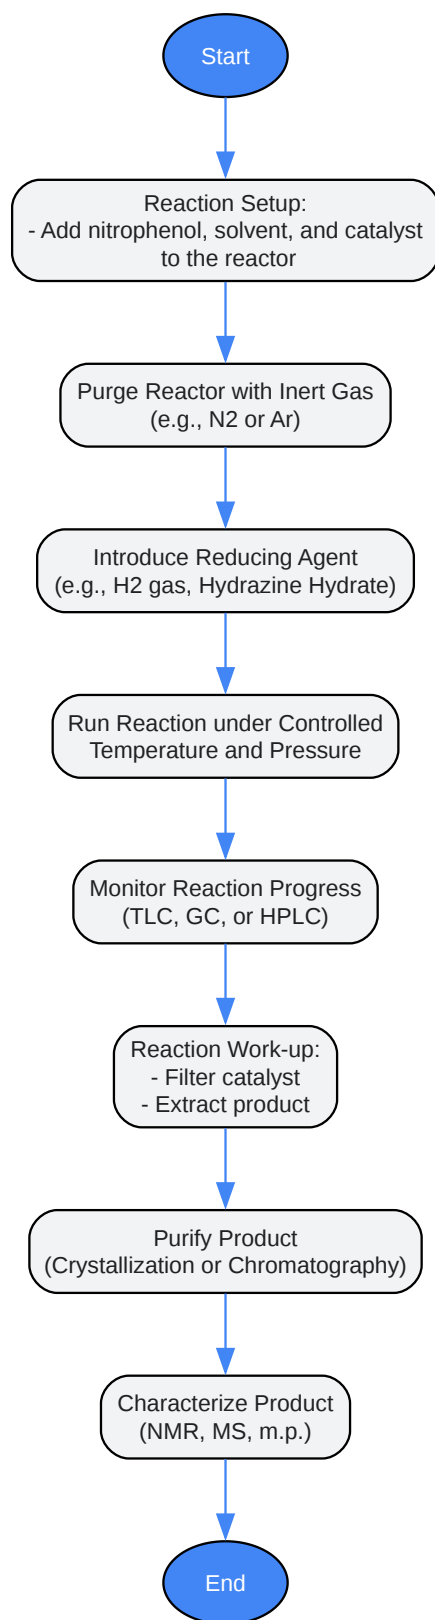 Start
Reaction Setup:
- Add nitrophenol, solvent, and catalyst
to the reactor
Purge Reactor with Inert Gas
(e.g., N2 or Ar)
Introduce Reducing Agent
(e.g., H2 gas, Hydrazine Hydrate)
Run Reaction under Controlled
Temperature and Pressure
Monitor Reaction Progress
(TLC, GC, or HPLC)
Reaction Work-up:
- Filter catalyst
- Extract product
Purify Product
(Crystallization or Chromatography)
Characterize Product
(NMR, MS, m.p.)
End